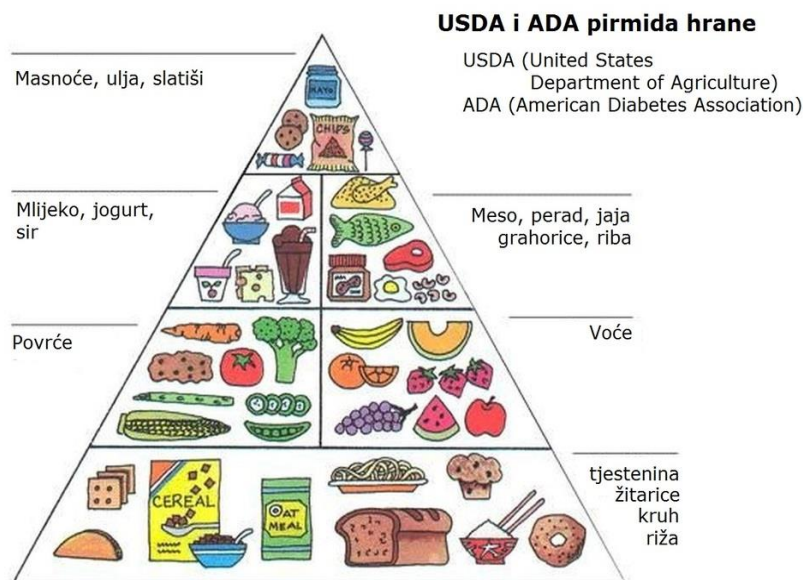 USDA i ADA pirmida hrane
USDA (United States
Department of Agriculture)
ADA (American Diabetes Association)
Masnoće, ulja, slatiši
MAYO
CHIPS
Mlijeko, jogurt,
sir
Meso, perad, jaja
grahorice, riba
Povrće
Voće
CEREAL
OAT
MEAL
tjestenina
žitarice
kruh
riža